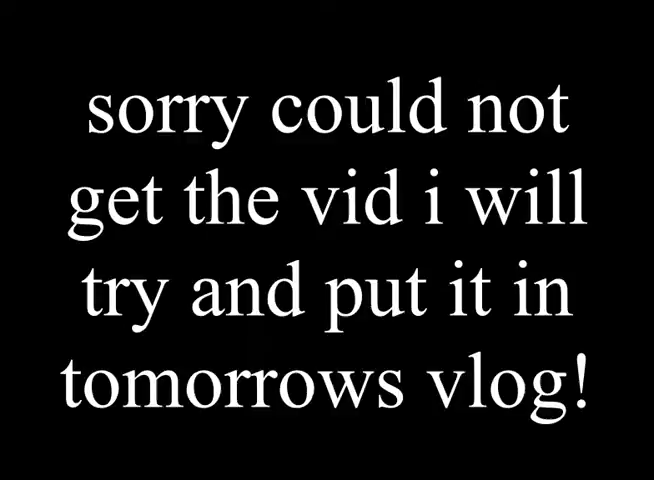 sorry could not
get the vid i will
try and put it in
tomorrows vlog!